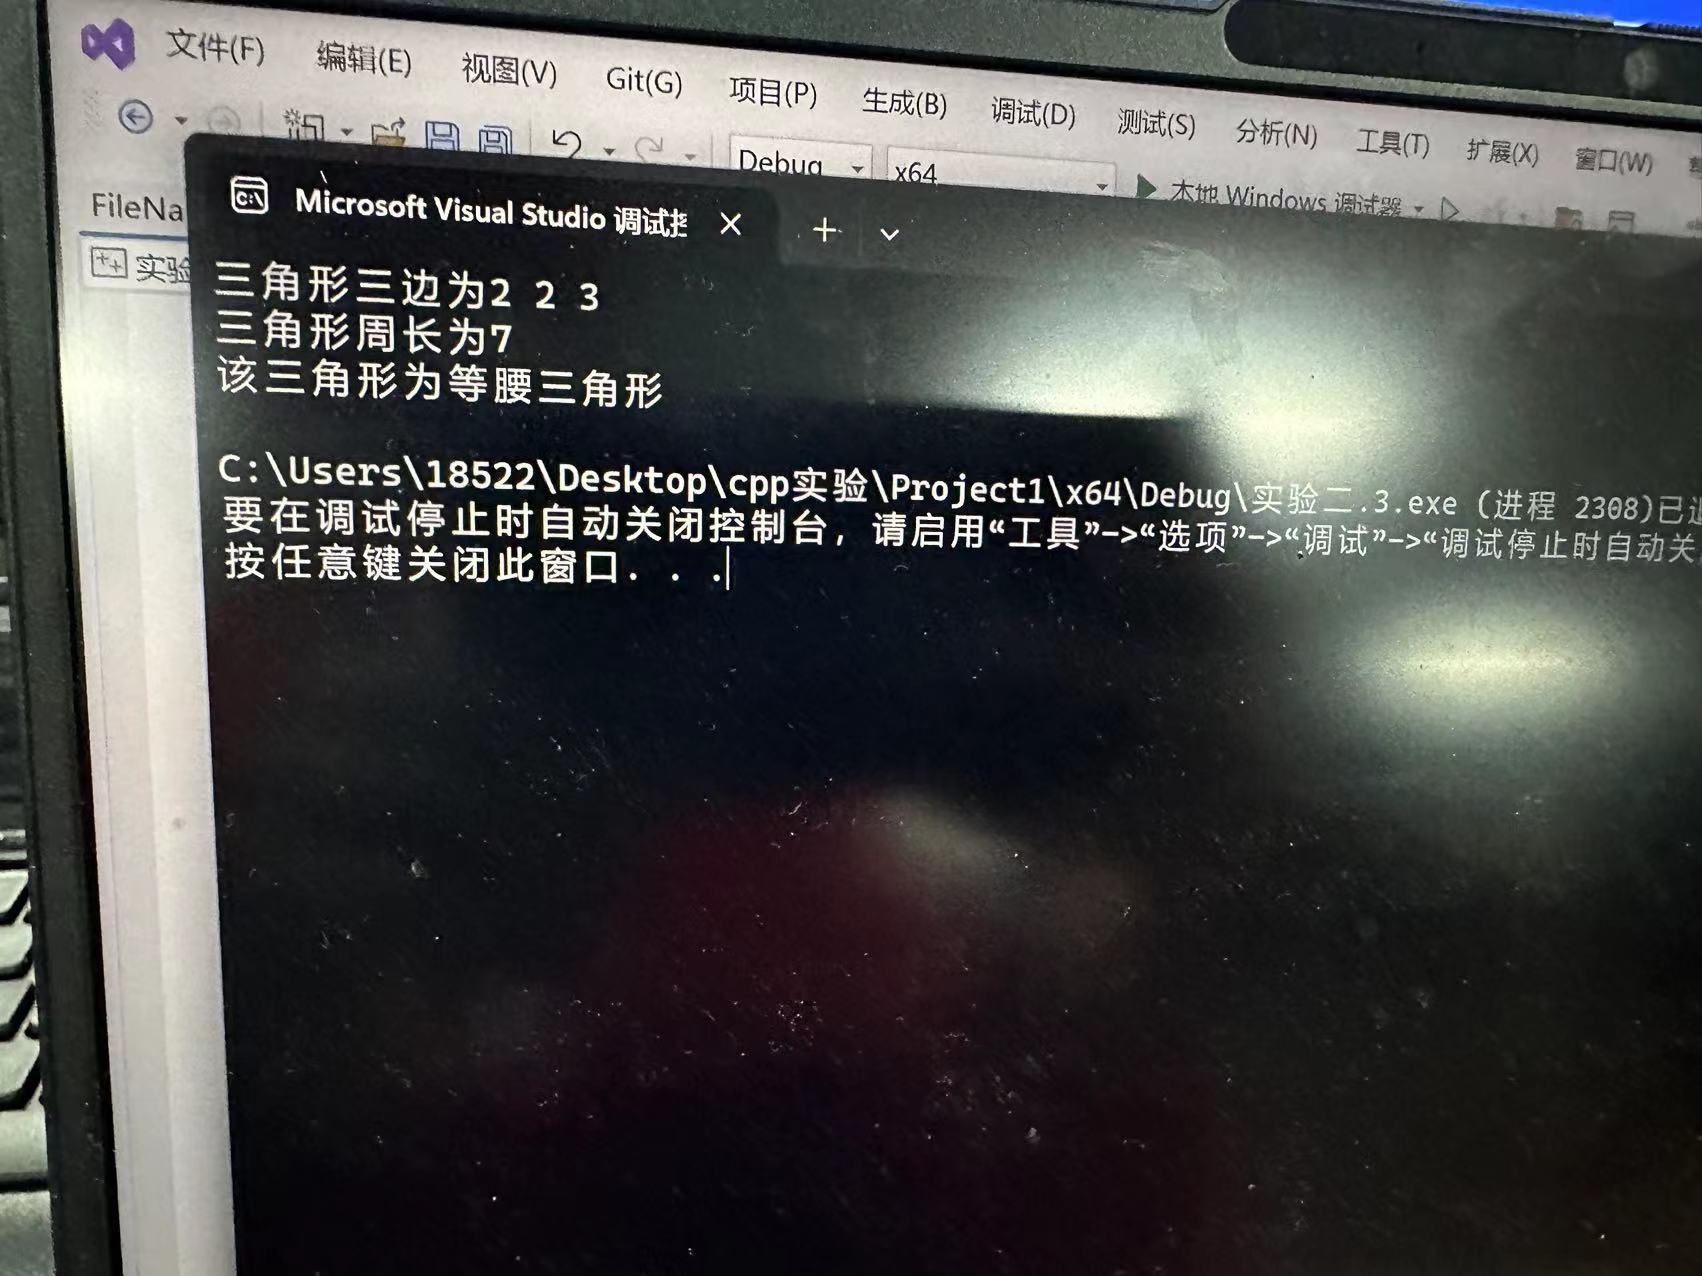 文件(F) 编辑(E) 视图(V) Git(G) 项目(P) 生成(B) 调试(D) 测试(S) 分析(N) 工具(T) 扩展(X) 窗口(W)
Debug x64 本地 Windows 调试器
FileNa
Microsoft Visual Studio 调试控
实验
三角形三边为2 2 3
三角形周长为7
该三角形为等腰三角形
C:\Users\18522\Desktop\cpp实验\Project1\x64\Debug\实验二.3.exe (进程 2308)已退
要在调试停止时自动关闭控制台，请启用“工具”->“选项”->“调试”->“调试停止时自动关
按任意键关闭此窗口. . .